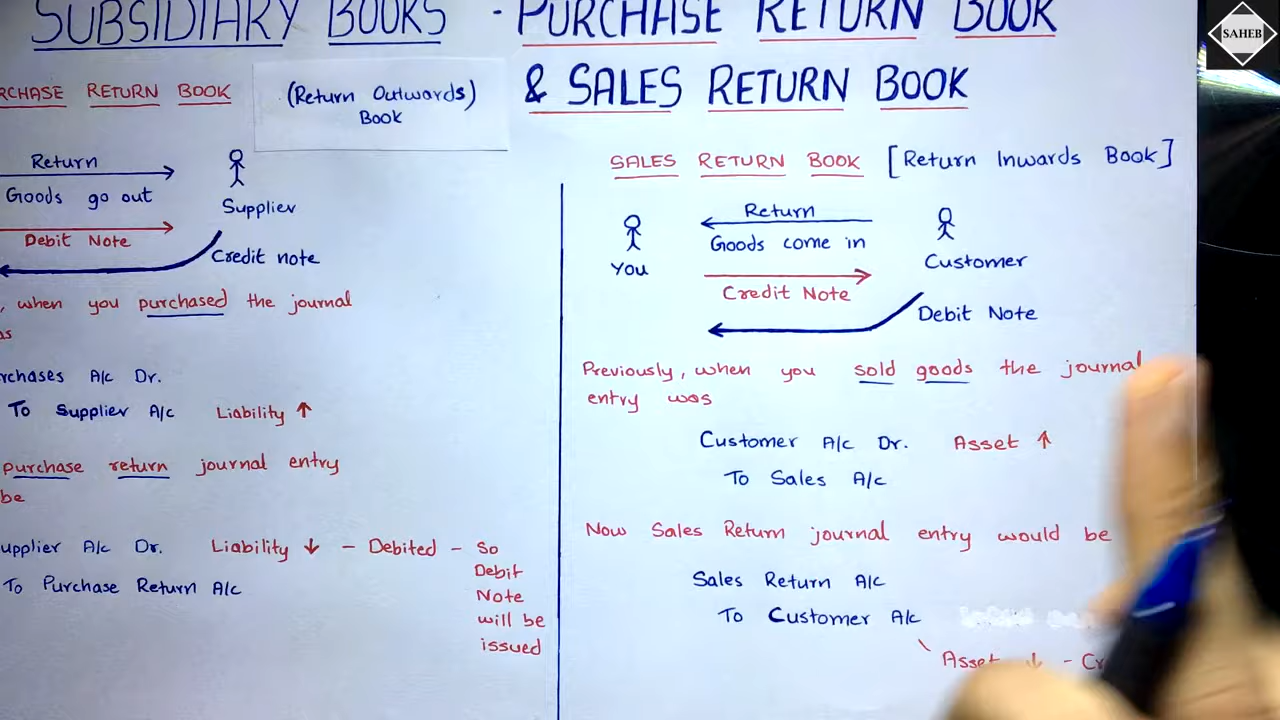 SUBSIDIARY BOOKS - PURCHASE RETURN BOOK
& SALES RETURN BOOK
SAHEB
RETURN BOOK
(Return Outwards)
Book
Return
Goods go out
Supplier
Debit Note
Credit note
, when you purchased the journal
A/c Dr.
To Supplier A/c Liability ↑
purchase return journal entry
be
A/c Dr. Liability ↓ - Debited - So
Debit
Note
will be
issued
To Purchase Return A/c
SALES RETURN BOOK [Return Inwards Book]
Return
Goods come in
You
Customer
Credit Note
Debit Note
Previously, when you sold goods the journal
entry was
Customer A/c Dr. Asset ↑
To Sales A/c
Now Sales Return journal entry would be
Sales Return A/c
To Customer A/c
Asset ↓ -